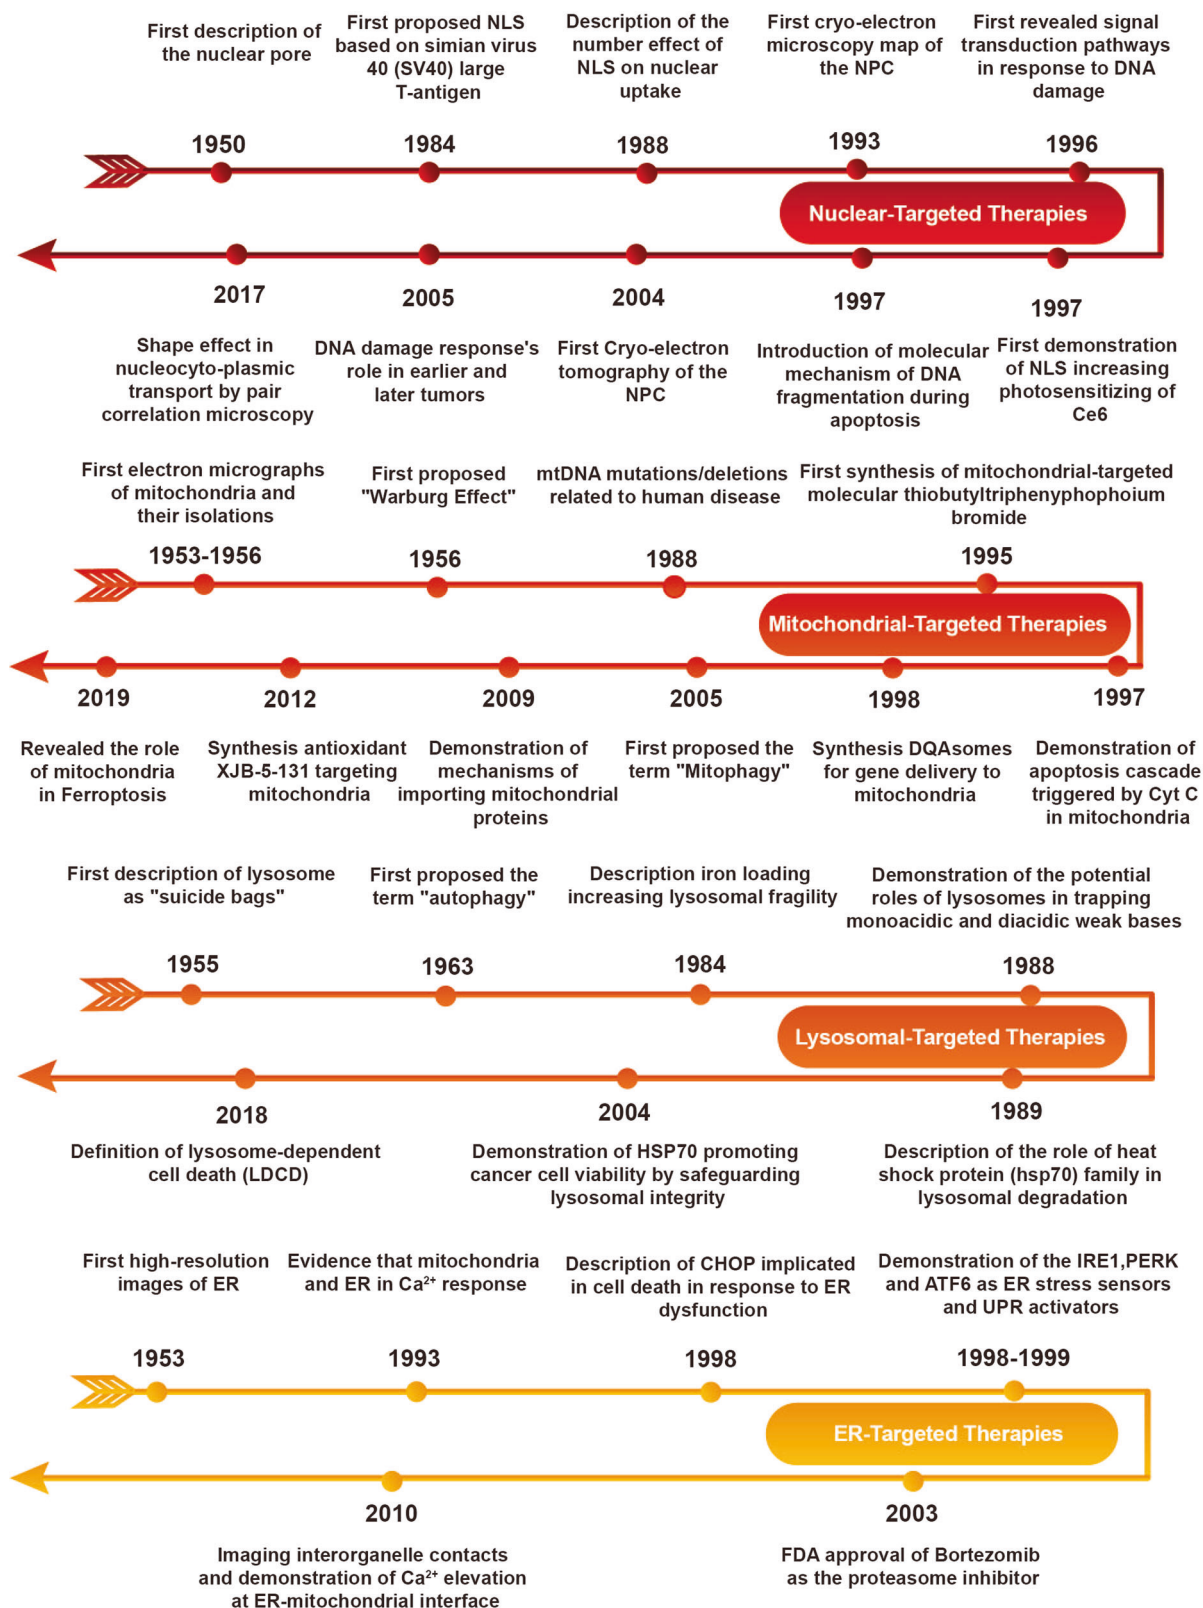 First description of
the nuclear pore
First proposed NLS
based on simian virus
40 (SV40) large
T-antigen
Description of the
number effect of
NLS on nuclear
uptake
First cryo-electron
microscopy map of
the NPC
First revealed signal
transduction pathways
in response to DNA
damage
1950
1984
1988
1993
1996
Nuclear-Targeted Therapies
2017
2005
2004
1997
1997
Shape effect in
nucleocyto-plasmic
transport by pair
correlation microscopy
DNA damage response's
role in earlier and
later tumors
First Cryo-electron
tomography of the
NPC
Introduction of molecular
mechanism of DNA
fragmentation during
apoptosis
First demonstration
of NLS increasing
photosensitizing of
Ce6
First electron micrographs
of mitochondria and
their isolations
First proposed
"Warburg Effect"
mtDNA mutations/deletions
related to human disease
First synthesis of mitochondrial-targeted
molecular thiobutyltriphenyphophoium
bromide
1953-1956
1956
1988
1995
Mitochondrial-Targeted Therapies
2019
2012
2009
2005
1998
1997
Revealed the role
of mitochondria
in Ferroptosis
Synthesis antioxidant
XJB-5-131 targeting
mitochondria
Demonstration of
mechanisms of
importing mitochondrial
proteins
First proposed the
term "Mitophagy"
Synthesis DQAsomes
for gene delivery to
mitochondria
Demonstration of
apoptosis cascade
triggered by Cyt C
in mitochondria
First description of lysosome
as "suicide bags"
First proposed the
term "autophagy"
Description iron loading
increasing lysosomal fragility
Demonstration of the potential
roles of lysosomes in trapping
monoacidic and diacidic weak bases
1955
1963
1984
1988
Lysosomal-Targeted Therapies
2018
2004
1989
Definition of lysosome-dependent
cell death (LDCD)
Demonstration of HSP70 promoting
cancer cell viability by safeguarding
lysosomal integrity
Description of the role of heat
shock protein (hsp70) family in
lysosomal degradation
First high-resolution
images of ER
Evidence that mitochondria
and ER in Ca²⁺ response
Description of CHOP implicated
in cell death in response to ER
dysfunction
Demonstration of the IRE1,PERK
and ATF6 as ER stress sensors
and UPR activators
1953
1993
1998
1998-1999
ER-Targeted Therapies
2010
2003
Imaging interorganelle contacts
and demonstration of Ca²⁺ elevation
at ER-mitochondrial interface
FDA approval of Bortezomib
as the proteasome inhibitor